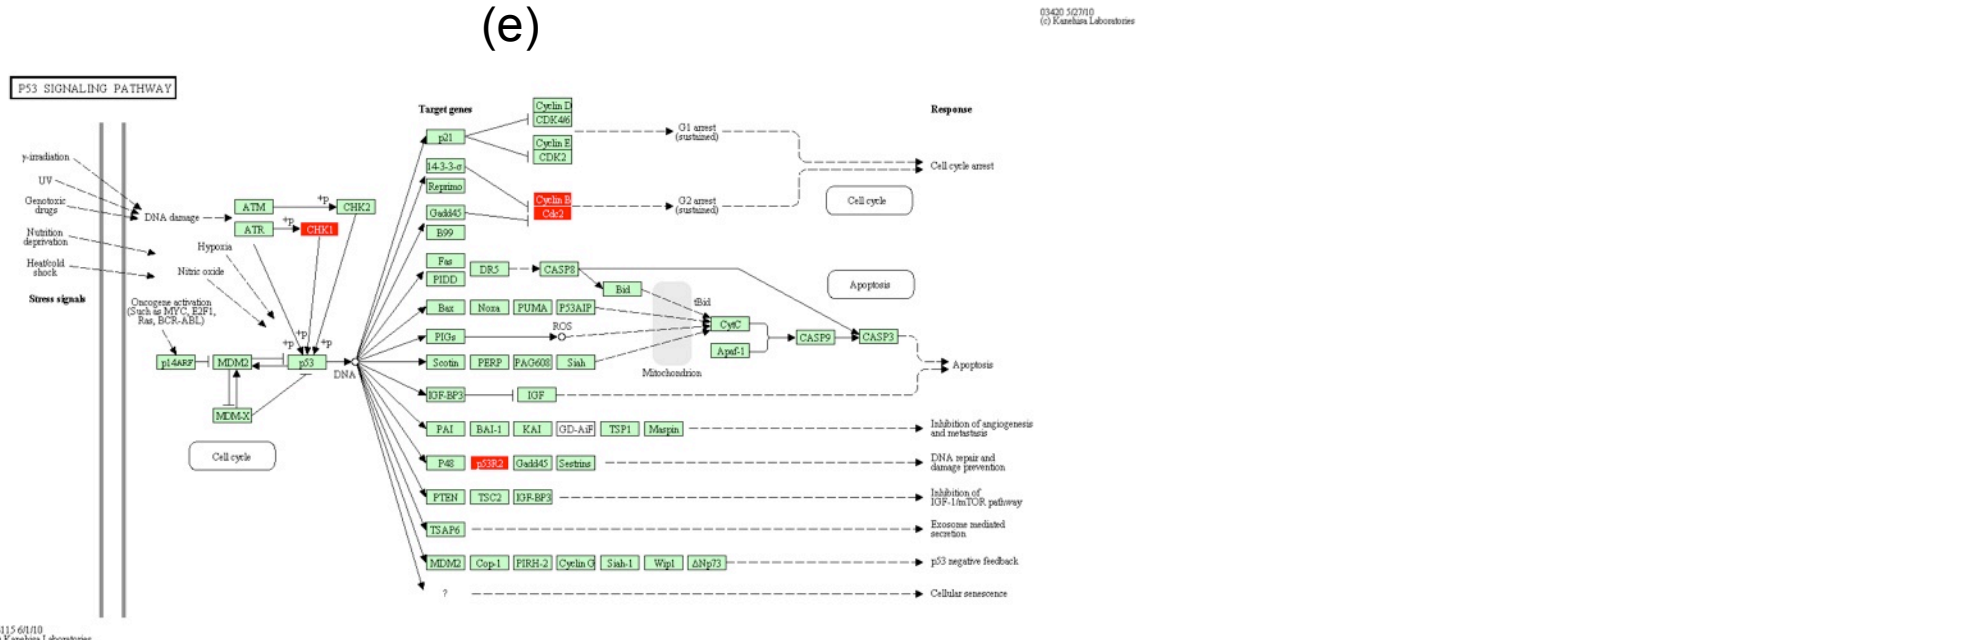 (e)
03420 5/27/10
(c) Kanehisa Laboratories
P53 SIGNALING PATHWAY
Target genes
Response
γ-irradiation
UV
Genotoxic
drugs
Nutrition
deprivation
Heat/cold
shock
Stress signals
DNA damage
ATM
+p
CHK2
ATR
+p
CHK1
Hypoxia
Nitric oxide
Oncogene activation
(Such as MYC, E2F1,
Ras, BCR-ABL)
+p
+p
+p
p14ARF
MDM2
p53
DNA
MDM-X
Cell cycle
p21
Cyclin D
CDK4/6
Cyclin E
CDK2
G1 arrest
(sustained)
14-3-3-σ
Reprimo
Cyclin B
Cdc2
G2 arrest
(sustained)
Cell cycle arrest
Cell cycle
Gadd45
B99
Fas
PIDD
DR5
CASP8
Bid
tBid
Apoptosis
Bax
Noxa
PUMA
P53AIP
CytC
PIGs
ROS
Apaf-1
CASP9
CASP3
Scotin
PERP
PAG608
Siah
Mitochondrion
Apoptosis
IGF-BP3
IGF
PAI
BAI-1
KAI
GD-AiF
TSP1
Maspin
Inhibition of angiogenesis
and metastasis
P48
p53R2
Gadd45
Sestrins
DNA repair and
damage prevention
PTEN
TSC2
IGF-BP3
Inhibition of
IGF-1/mTOR pathway
TSAP6
Exosome mediated
secretion
MDM2
Cop-1
PIRH-2
Cyclin G
Siah-1
Wip1
ΔNp73
p53 negative feedback
?
Cellular senescence
115 6/1/10
Kanehisa Laboratories